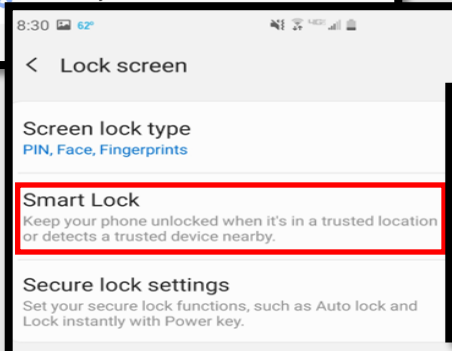 8:30 62°
< Lock screen
Screen lock type
PIN, Face, Fingerprints
Smart Lock
Keep your phone unlocked when it's in a trusted location
or detects a trusted device nearby.
Secure lock settings
Set your secure lock functions, such as Auto lock and
Lock instantly with Power key.